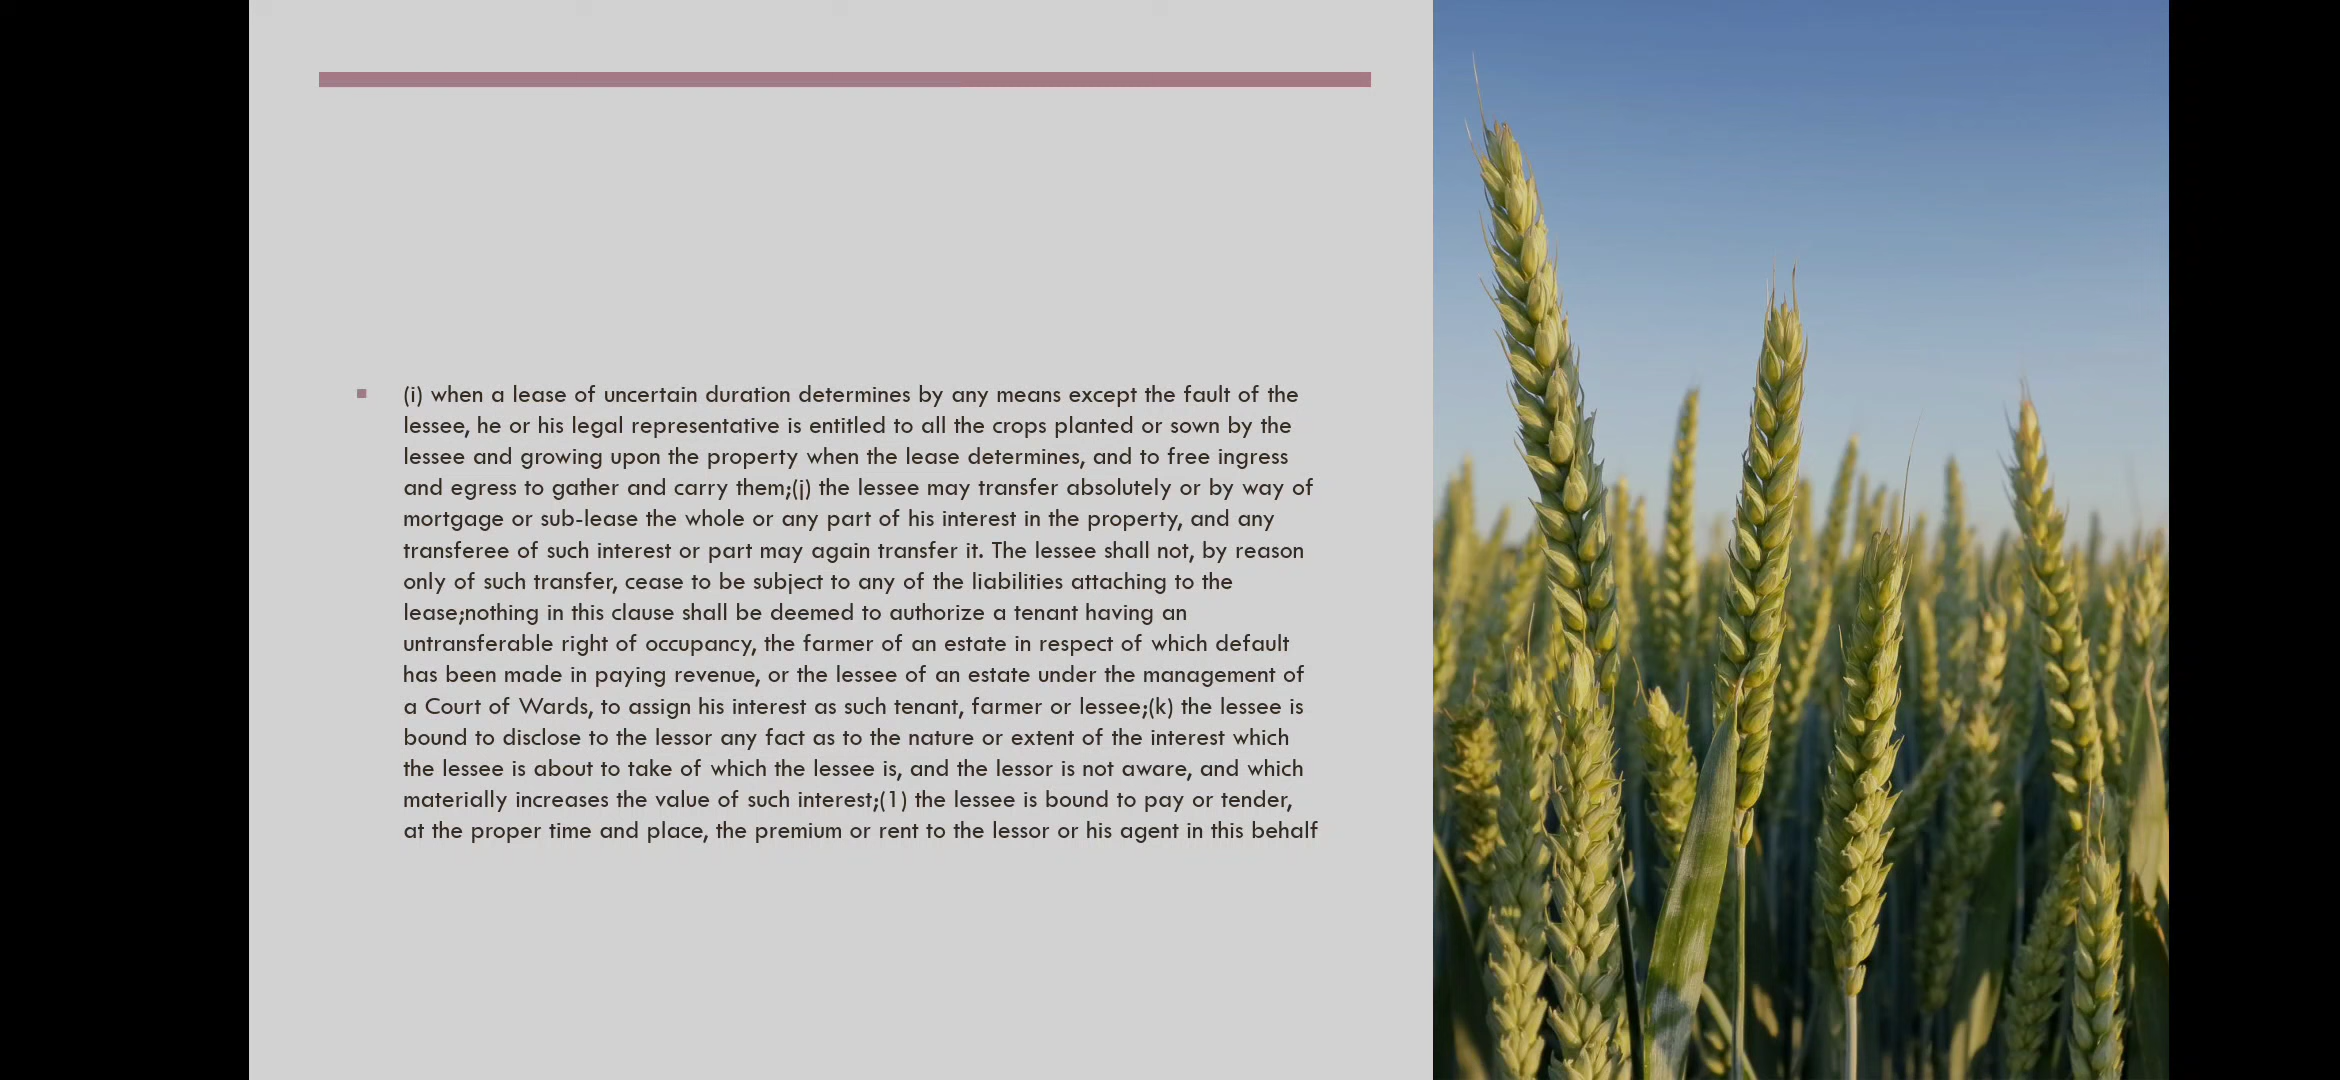 (i) when a lease of uncertain duration determines by any means except the fault of the
lessee, he or his legal representative is entitled to all the crops planted or sown by the
lessee and growing upon the property when the lease determines, and to free ingress
and egress to gather and carry them;(j) the lessee may transfer absolutely or by way of
mortgage or sub-lease the whole or any part of his interest in the property, and any
transferee of such interest or part may again transfer it. The lessee shall not, by reason
only of such transfer, cease to be subject to any of the liabilities attaching to the
lease;nothing in this clause shall be deemed to authorize a tenant having an
untransferable right of occupancy, the farmer of an estate in respect of which default
has been made in paying revenue, or the lessee of an estate under the management of
a Court of Wards, to assign his interest as such tenant, farmer or lessee;(k) the lessee is
bound to disclose to the lessor any fact as to the nature or extent of the interest which
the lessee is about to take of which the lessee is, and the lessor is not aware, and which
materially increases the value of such interest;(1) the lessee is bound to pay or tender,
at the proper time and place, the premium or rent to the lessor or his agent in this behalf